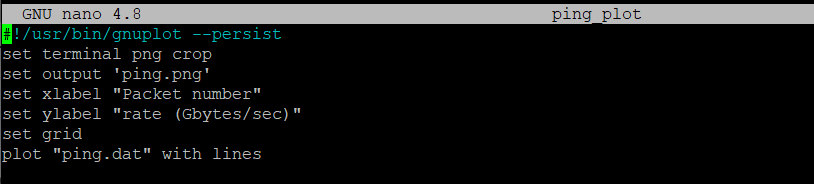 GNU nano 4.8 ping_plot
#!/usr/bin/gnuplot --persist
set terminal png crop
set output 'ping.png'
set xlabel "Packet number"
set ylabel "rate (Gbytes/sec)"
set grid
plot "ping.dat" with lines